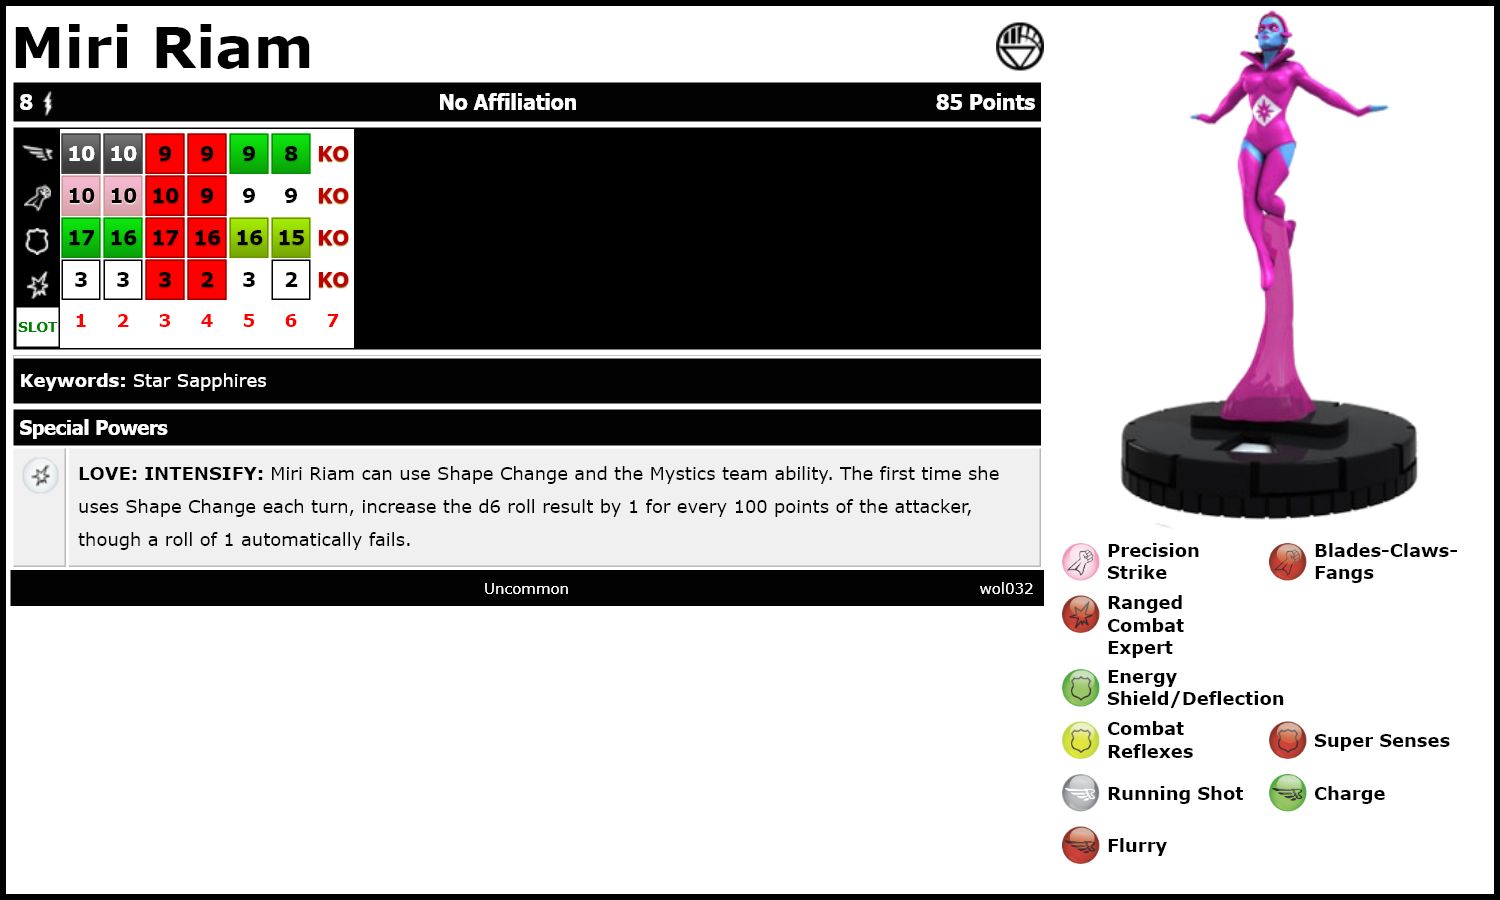 Miri Riam
8 No Affiliation 85 Points
10 10 9 9 9 8 KO
10 10 10 9 9 9 KO
17 16 17 16 16 15 KO
3 3 3 2 3 2 KO
SLOT 1 2 3 4 5 6 7
Keywords: Star Sapphires
Special Powers
LOVE: INTENSIFY: Miri Riam can use Shape Change and the Mystics team ability. The first time she
uses Shape Change each turn, increase the d6 roll result by 1 for every 100 points of the attacker,
though a roll of 1 automatically fails.
Uncommon wol032
Precision
Strike
Blades-Claws-
Fangs
Ranged
Combat
Expert
Energy
Shield/Deflection
Combat
Reflexes
Super Senses
Running Shot
Charge
Flurry